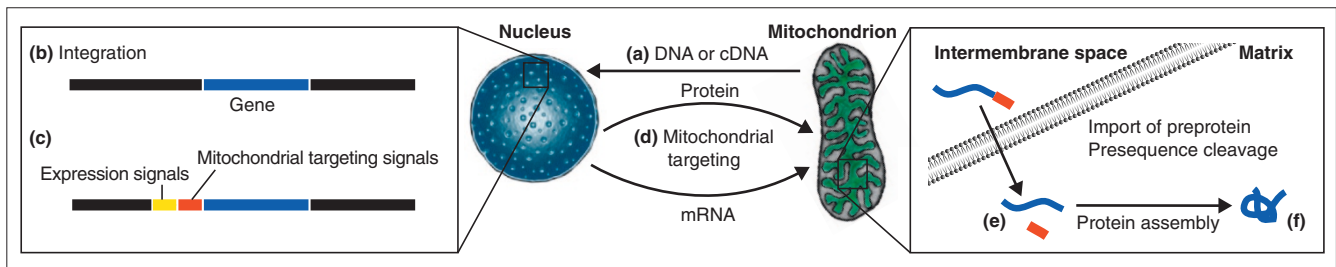 (b) Integration
Gene
(c)
Mitochondrial targeting signals
Expression signals
Nucleus
Mitochondrion
(a) DNA or cDNA
Protein
(d) Mitochondrial
targeting
mRNA
Intermembrane space
Matrix
Import of preprotein
Presequence cleavage
(e)
Protein assembly
(f)